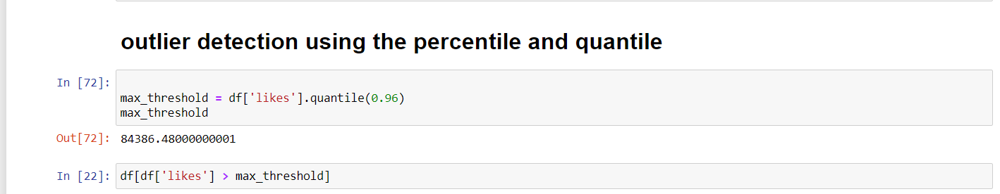 outlier detection using the percentile and quantile
In [72]:
max_threshold = df['likes'].quantile(0.96)
max_threshold
Out[72]: 84386.48000000001
In [22]: df[df['likes'] > max_threshold]